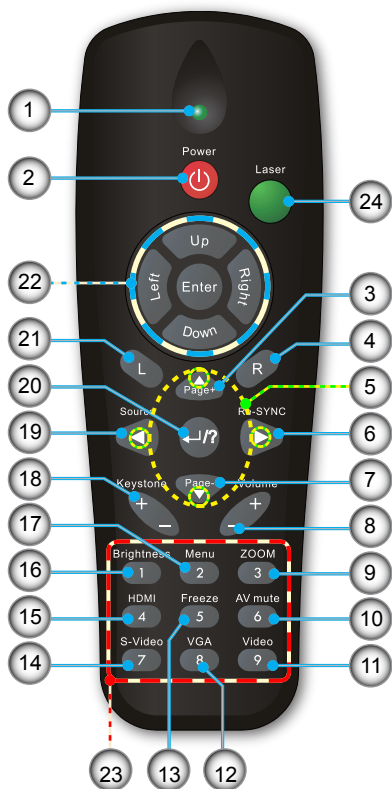 1
Power
2
Laser
24
Up
Left
Enter
Right
22
Down
3
21
L
R
4
Page+
5
20
Source
Re-SYNC
19
↵/?
6
18
Keystone
Page-
Volume
7
+
+
17
−
−
8
Brightness
Menu
ZOOM
16
1
2
3
9
HDMI
Freeze
AV mute
15
4
5
6
10
S-Video
VGA
Video
14
7
8
9
11
23
13
12